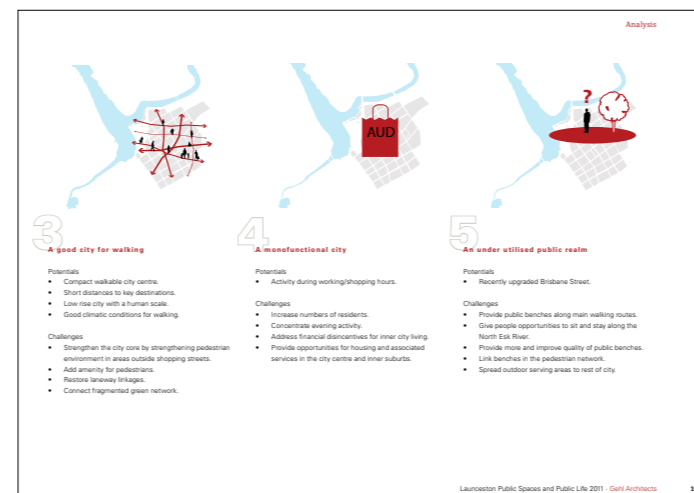 Analysis
AUD
?
3
A good city for walking
Potentials
• Compact walkable city centre.
• Short distances to key destinations.
• Low rise city with a human scale.
• Good climatic conditions for walking.
Challenges
• Strengthen the city core by strengthening pedestrian
environment in areas outside shopping streets.
• Add amenity for pedestrians.
• Restore laneway linkages.
• Connect fragmented green network.
4
A monofunctional city
Potentials
• Activity during working/shopping hours.
Challenges
• Increase numbers of residents.
• Concentrate evening activity.
• Address financial disincentives for inner city living.
• Provide opportunities for housing and associated
services in the city centre and inner suburbs.
5
An under utilised public realm
Potentials
• Recently upgraded Brisbane Street.
Challenges
• Provide public benches along main walking routes.
• Give people opportunities to sit and stay along the
North Esk River.
• Provide more and improve quality of public benches.
• Link benches in the pedestrian network.
• Spread outdoor serving areas to rest of city.
Launceston Public Spaces and Public Life 2011 - Gehl Architects